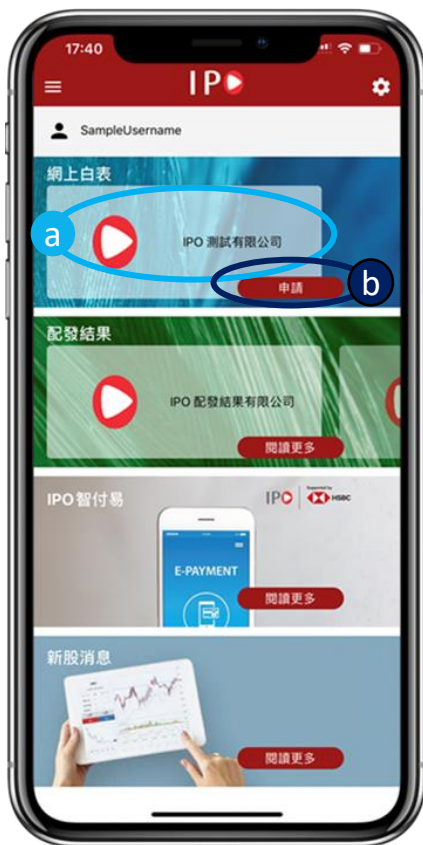 17:40
IPO
SampleUsername
網上白表
a
IPO 測試有限公司
申請
b
配發結果
IPO 配發結果有限公司
閱讀更多
IPO智付易
IPO
Supported by
HSBC
E-PAYMENT
閱讀更多
新股消息
閱讀更多